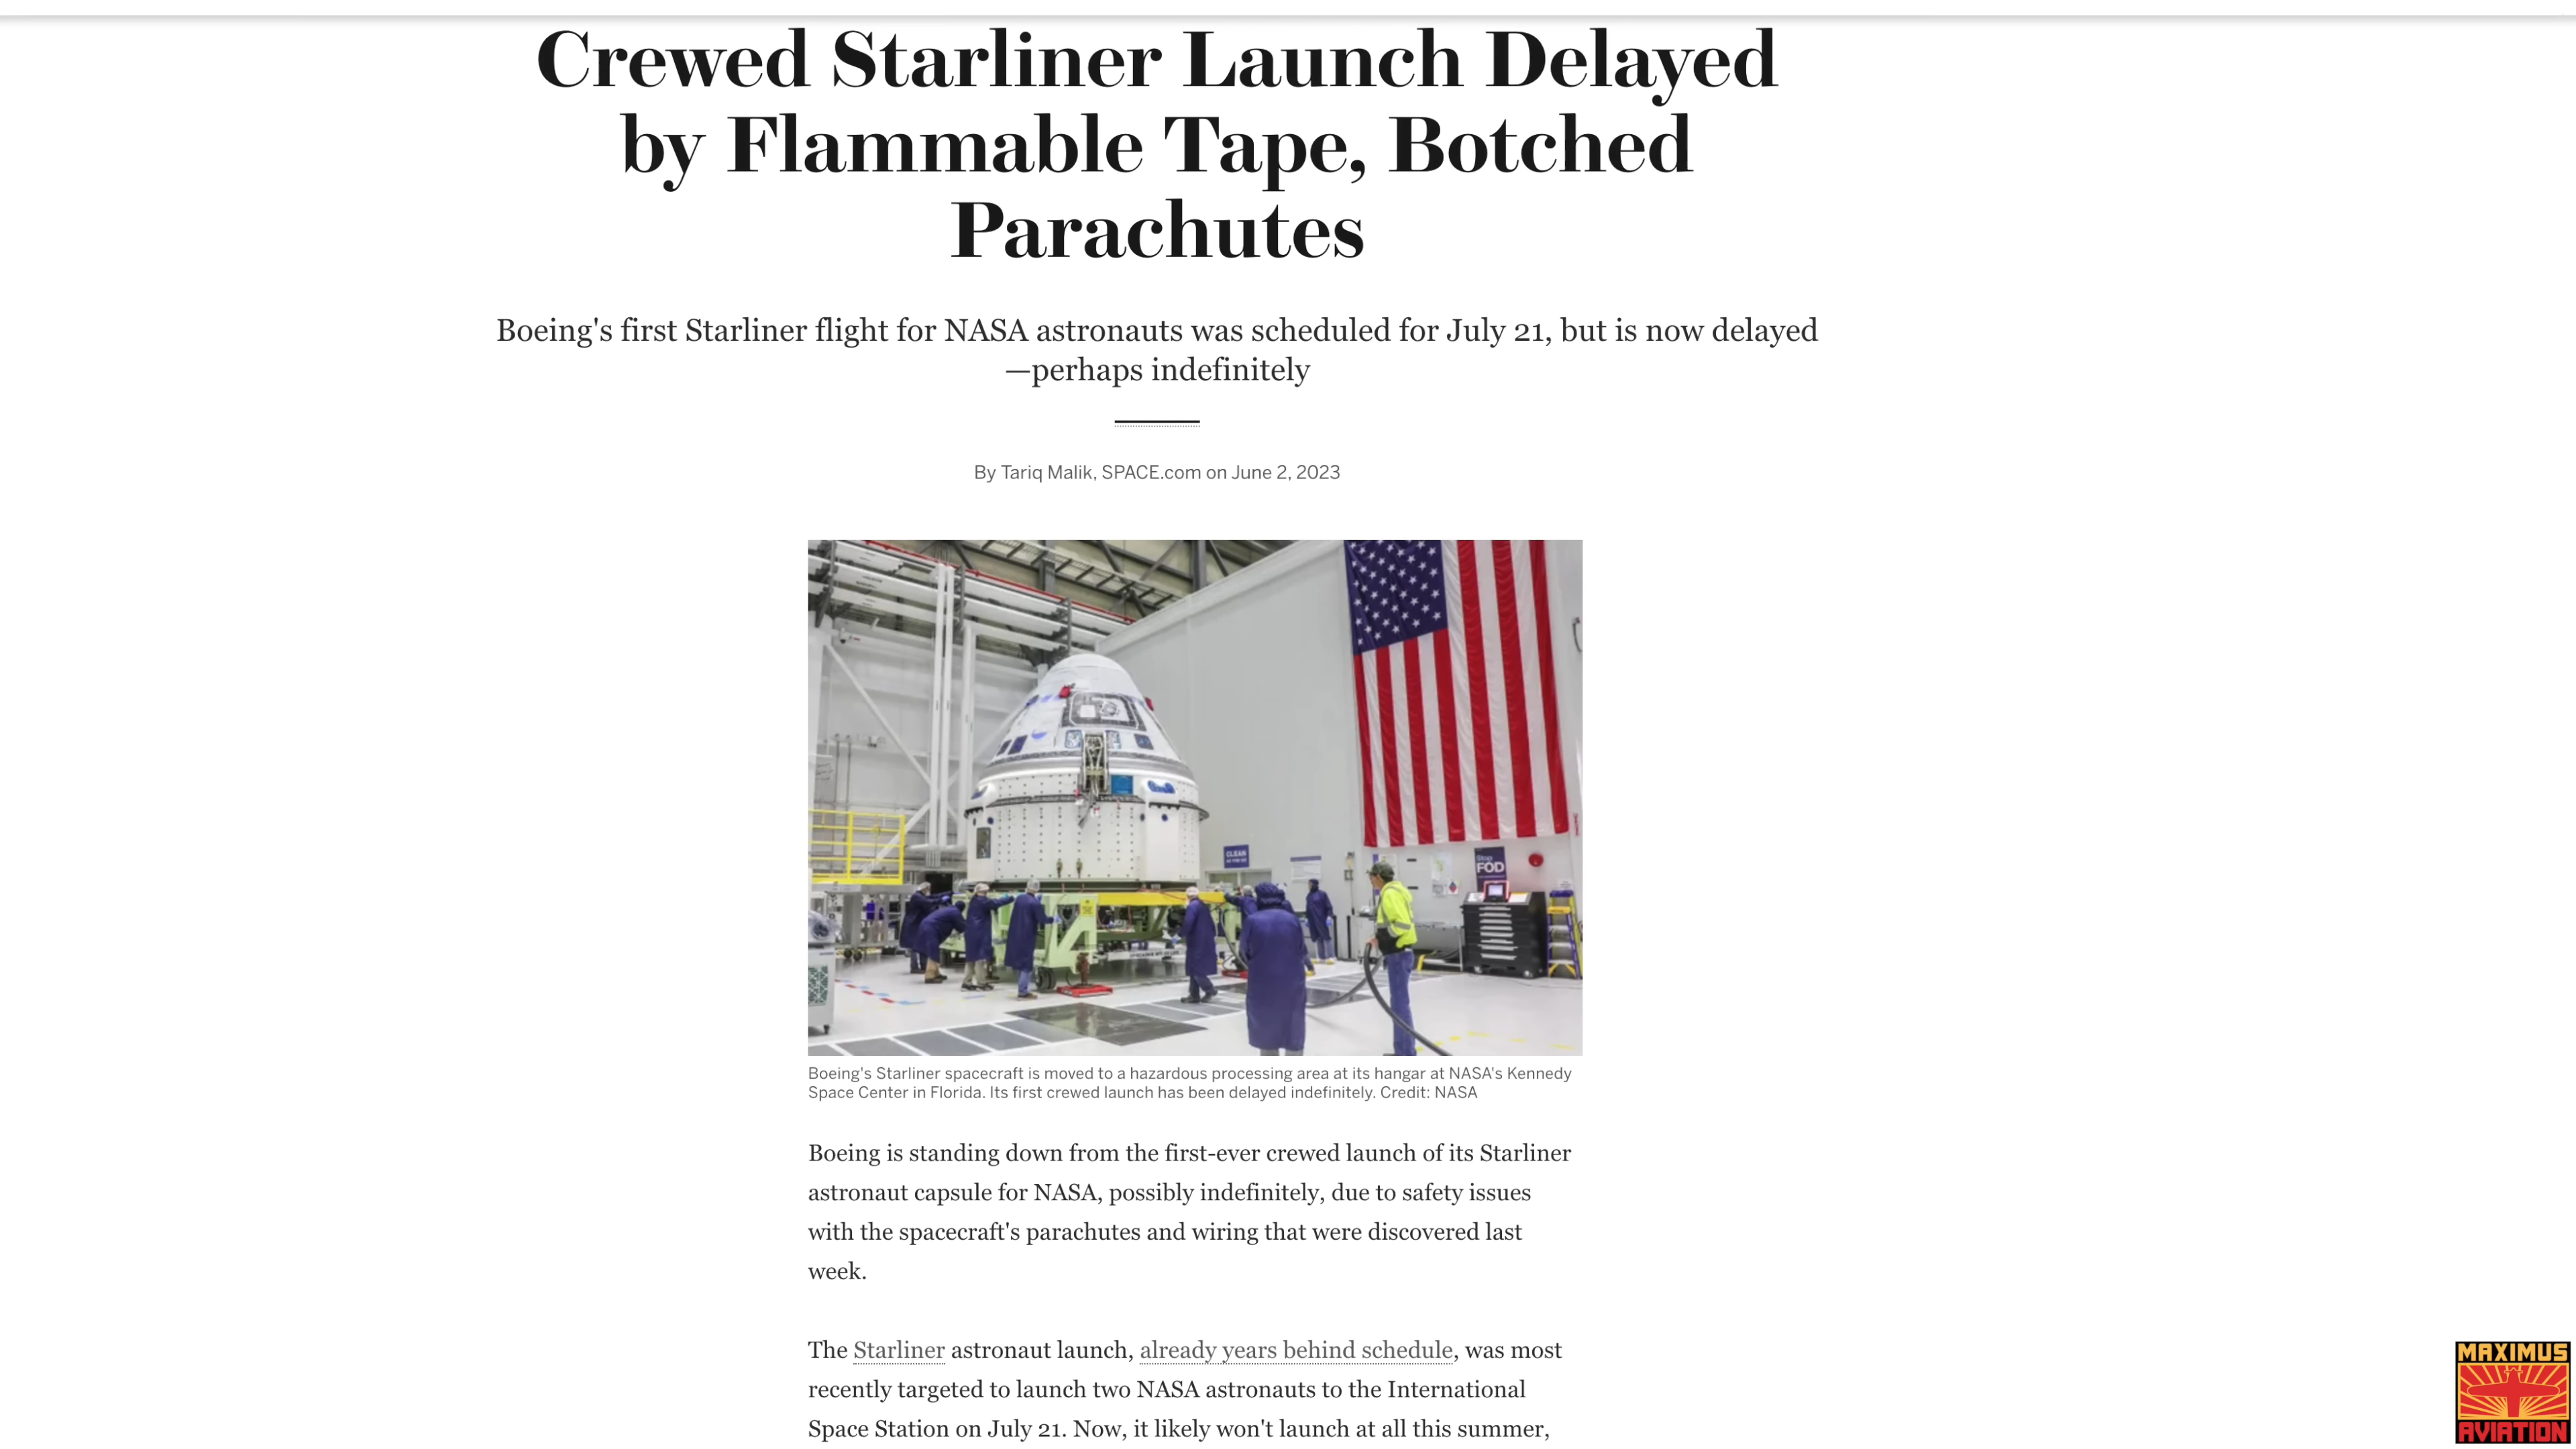 Crewed Starliner Launch Delayed
by Flammable Tape, Botched
Parachutes
Boeing's first Starliner flight for NASA astronauts was scheduled for July 21, but is now delayed
—perhaps indefinitely
By Tariq Malik, SPACE.com on June 2, 2023
CLEAN
FOD
Boeing's Starliner spacecraft is moved to a hazardous processing area at its hangar at NASA's Kennedy
Space Center in Florida. Its first crewed launch has been delayed indefinitely. Credit: NASA
Boeing is standing down from the first-ever crewed launch of its Starliner
astronaut capsule for NASA, possibly indefinitely, due to safety issues
with the spacecraft's parachutes and wiring that were discovered last
week.
The Starliner astronaut launch, already years behind schedule, was most
recently targeted to launch two NASA astronauts to the International
Space Station on July 21. Now, it likely won't launch at all this summer,
MAXIMUS
AVIATION